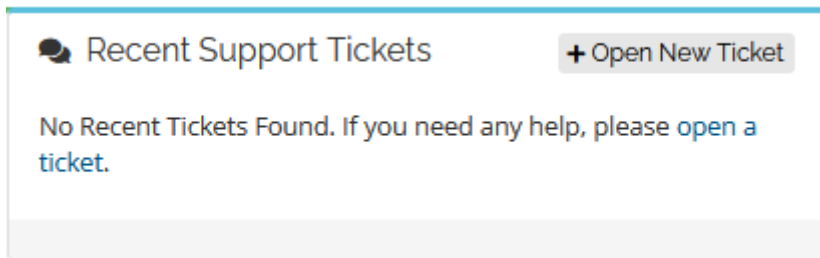 Recent Support Tickets
+ Open New Ticket
No Recent Tickets Found. If you need any help, please open a
ticket.